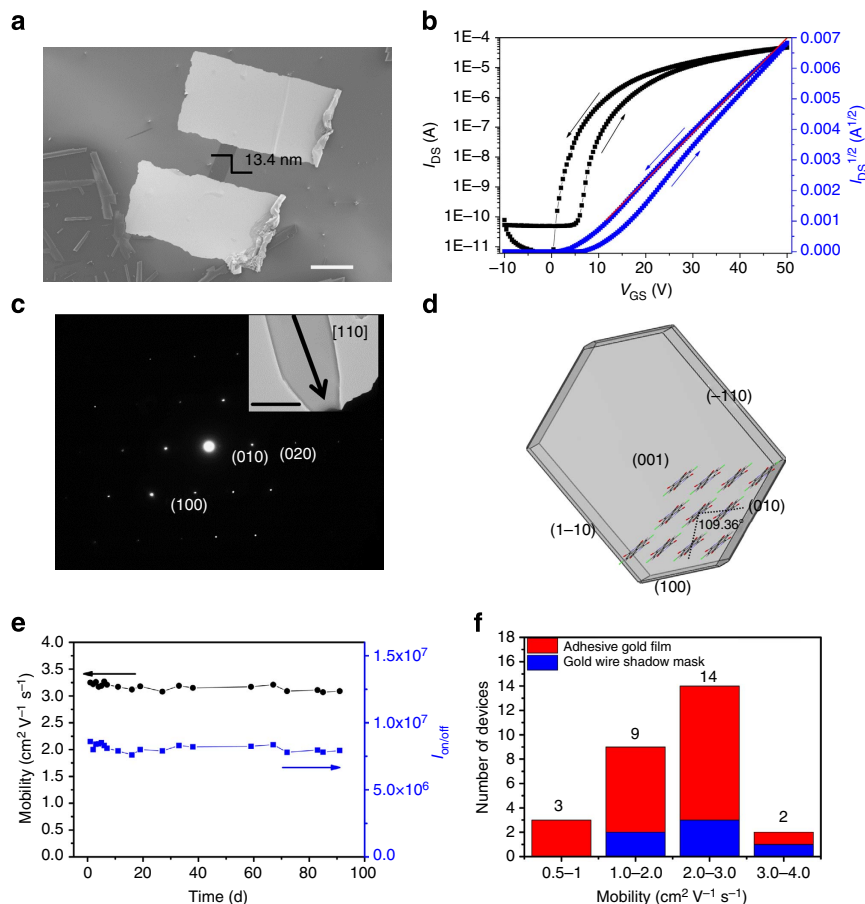 a
13.4 nm
b
1E–4
1E–5
1E–6
1E–7
1E–8
1E–9
1E–10
1E–11
I_DS (A)
0.007
0.006
0.005
0.004
0.003
0.002
0.001
0.000
I_DS^1/2 (A^1/2)
–10 0 10 20 30 40 50
V_GS (V)
c
[110]
(010) (020)
(100)
d
(–110)
(001)
(010)
109.36°
(1–10)
(100)
e
4.0
3.5
3.0
2.5
2.0
1.5
1.0
0.5
0.0
Mobility (cm² V⁻¹ s⁻¹)
1.5×10⁷
1.0×10⁷
5.0×10⁶
0.0
I_on/off
0 20 40 60 80 100
Time (d)
f
18
16
14
12
10
8
6
4
2
0
Number of devices
Adhesive gold film
Gold wire shadow mask
3
9
14
2
0.5–1 1.0–2.0 2.0–3.0 3.0–4.0
Mobility (cm² V⁻¹ s⁻¹)